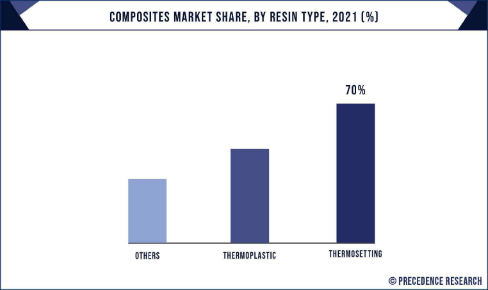 COMPOSITES MARKET SHARE, BY RESIN TYPE, 2021 (%)
70%
OTHERS
THERMOPLASTIC
THERMOSETTING
© PRECEDENCE RESEARCH